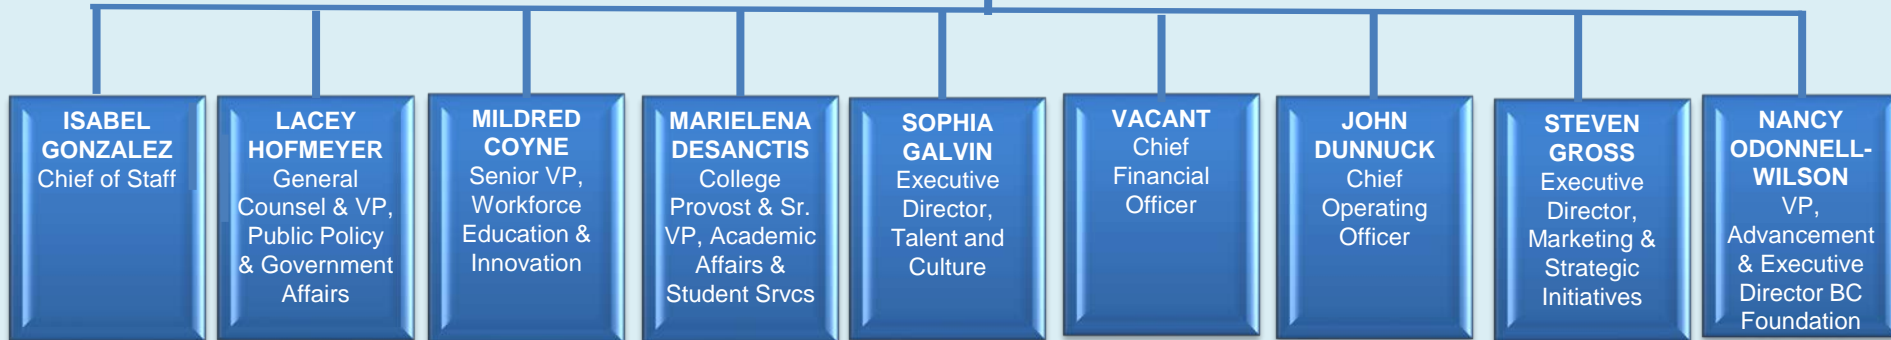 ISABEL
GONZALEZ
Chief of Staff
LACEY
HOFMEYER
General
Counsel & VP,
Public Policy
& Government
Affairs
MILDRED
COYNE
Senior VP,
Workforce
Education &
Innovation
MARIELENA
DESANCTIS
College
Provost & Sr.
VP, Academic
Affairs &
Student Srvcs
SOPHIA
GALVIN
Executive
Director,
Talent and
Culture
VACANT
Chief
Financial
Officer
JOHN
DUNNUCK
Chief
Operating
Officer
STEVEN
GROSS
Executive
Director,
Marketing &
Strategic
Initiatives
NANCY
ODONNELL-
WILSON
VP,
Advancement
& Executive
Director BC
Foundation